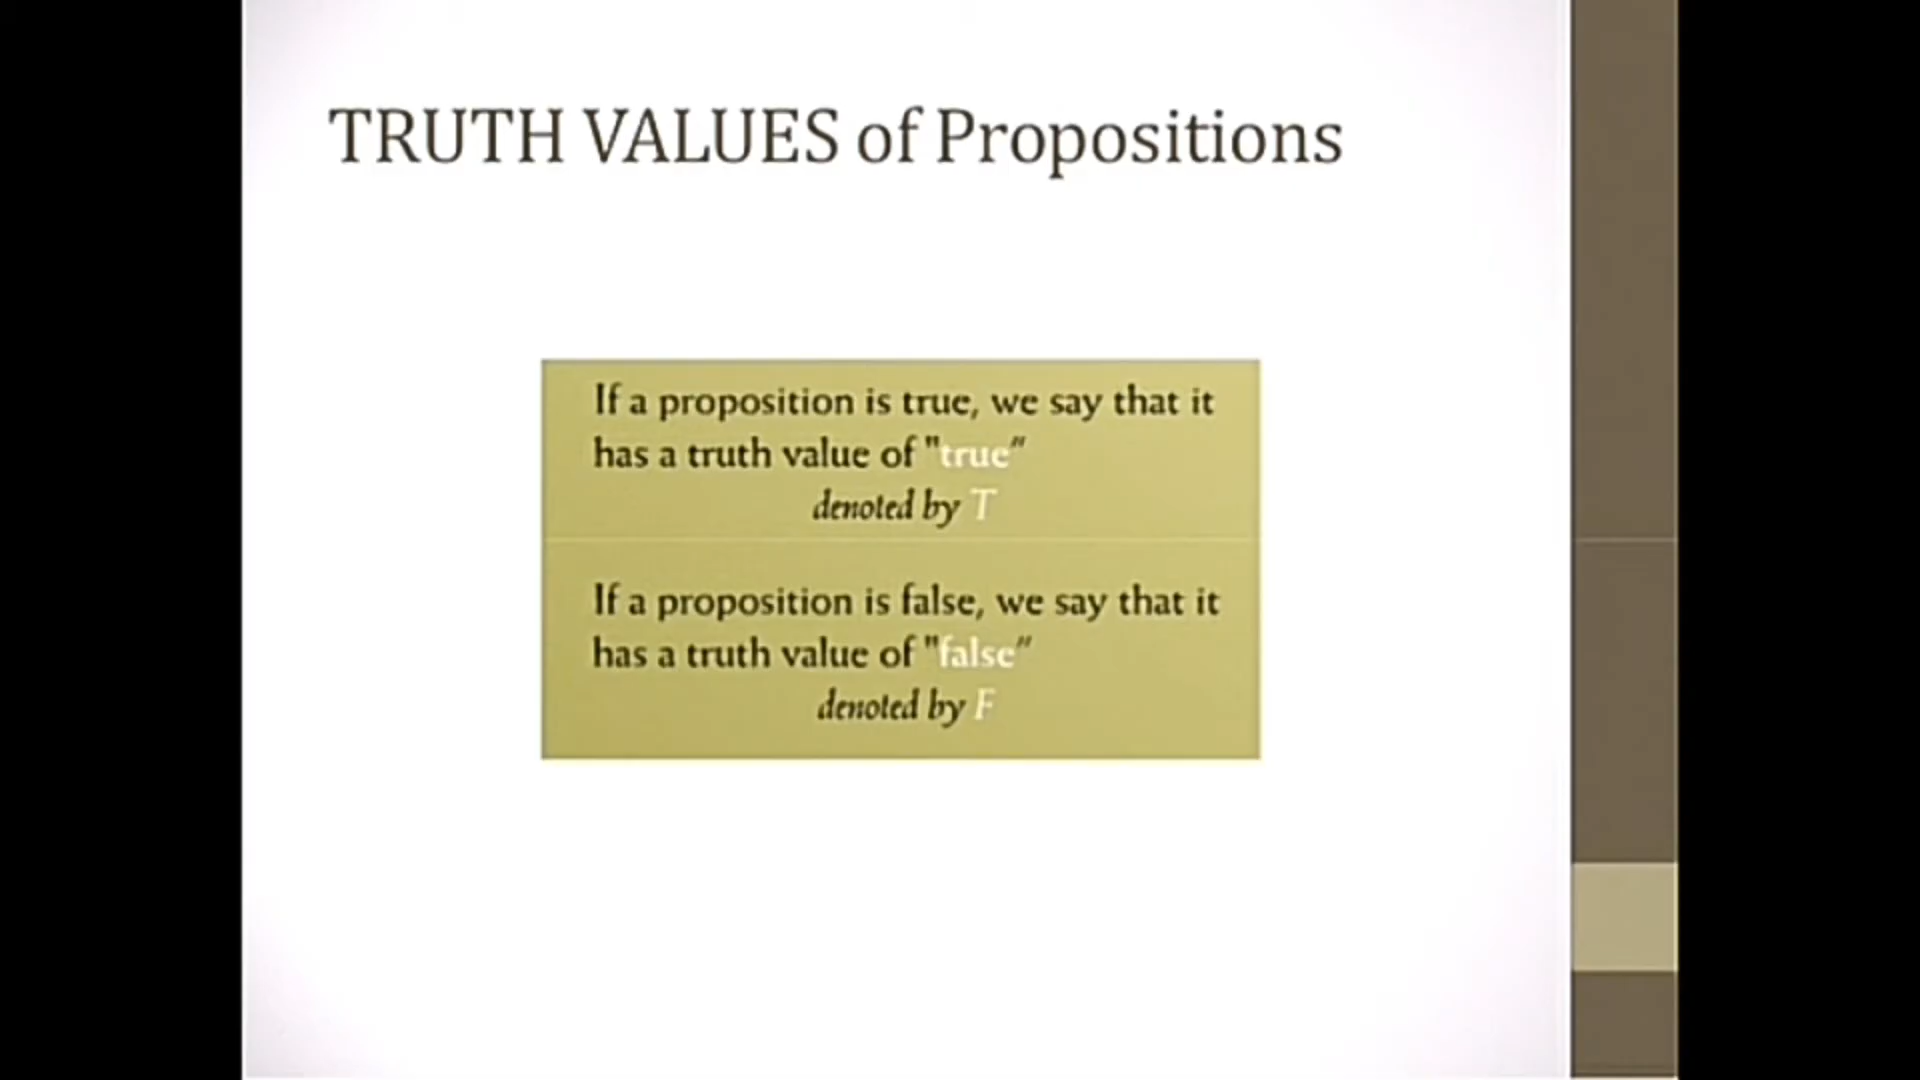 TRUTH VALUES of Propositions
If a proposition is true, we say that it
has a truth value of "true"
denoted by T
If a proposition is false, we say that it
has a truth value of "false"
denoted by F